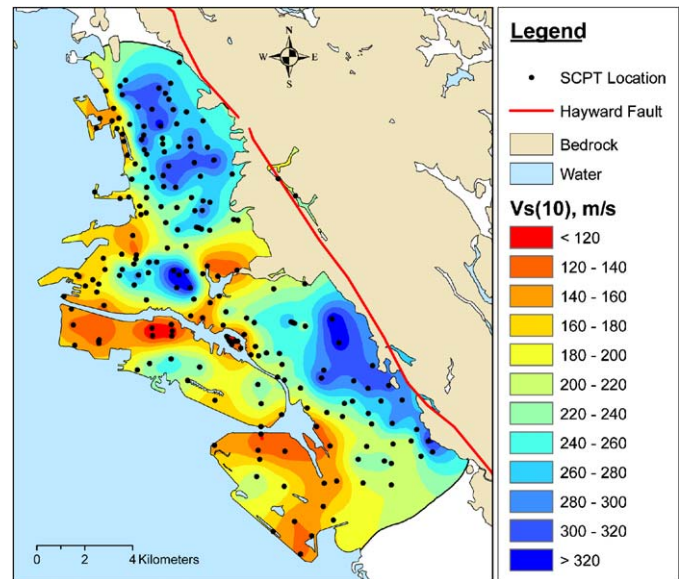 N
W E
S
0 2 4 Kilometers
Legend
SCPT Location
Hayward Fault
Bedrock
Water
Vs(10), m/s
< 120
120 - 140
140 - 160
160 - 180
180 - 200
200 - 220
220 - 240
240 - 260
260 - 280
280 - 300
300 - 320
> 320